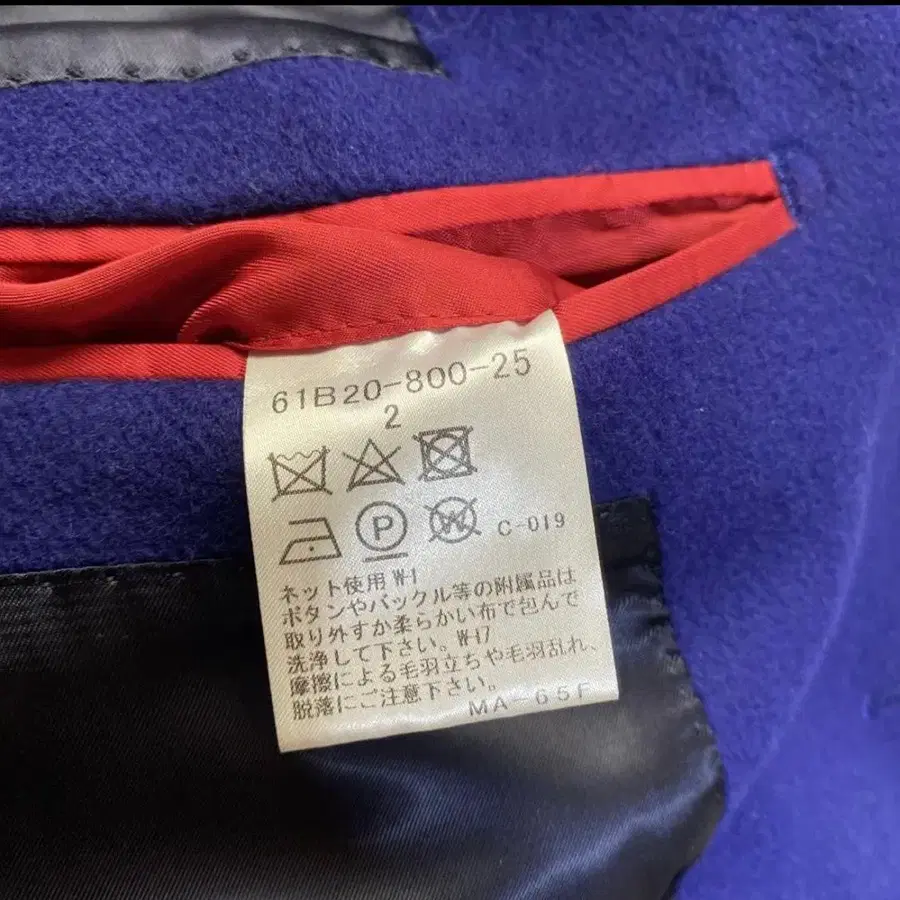 61B20-800-25
2
P W C-019
ネット使用 W-1
ボタンやバックル等の附属品は
取り外すか柔らかい布で包んで
洗浄して下さい。W-17
摩擦による毛羽立ちや毛羽乱れ、
脱落にご注意下さい。
MA-65F